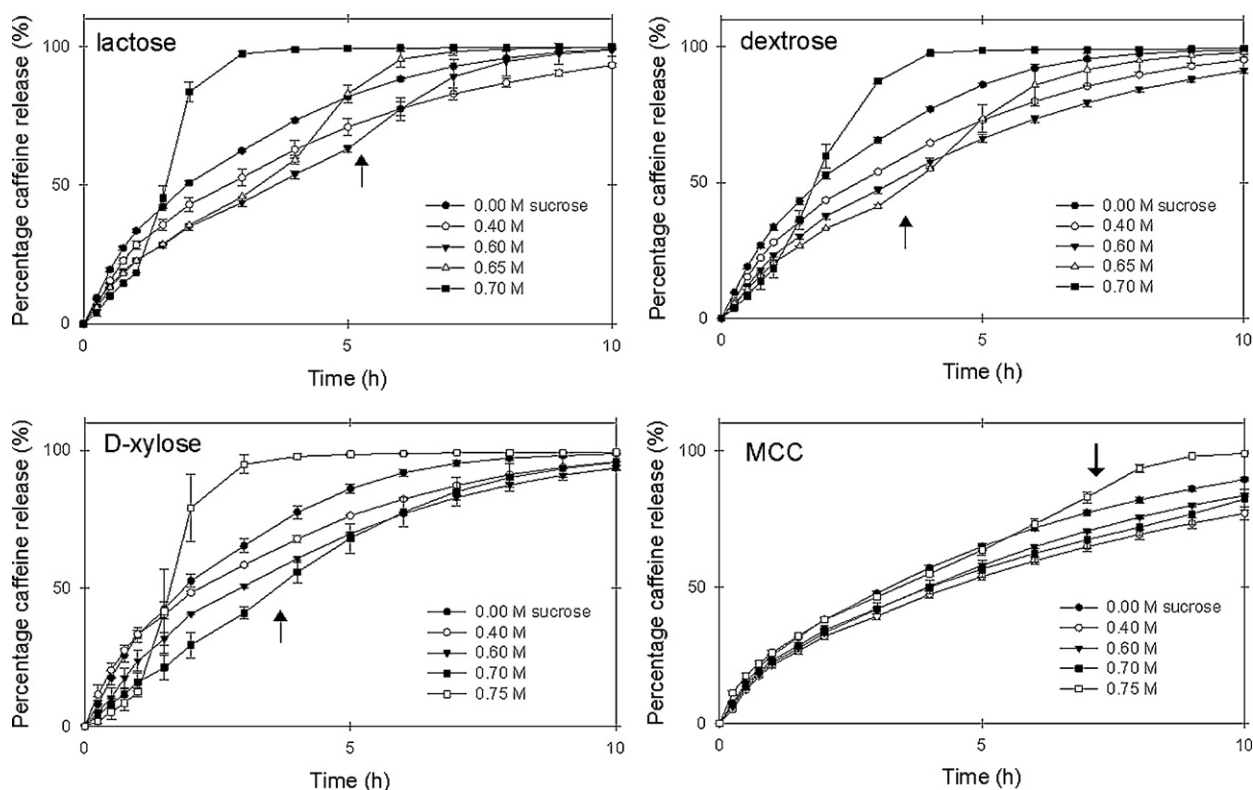 lactose
Percentage caffeine release (%)
100
50
0
0.00 M sucrose
0.40 M
0.60 M
0.65 M
0.70 M
0
5
10
Time (h)
dextrose
Percentage caffeine release (%)
100
50
0
0.00 M sucrose
0.40 M
0.60 M
0.65 M
0.70 M
0
5
10
Time (h)
D-xylose
Percentage caffeine release (%)
100
50
0
0.00 M sucrose
0.40 M
0.60 M
0.70 M
0.75 M
0
5
10
Time (h)
MCC
Percentage caffeine release (%)
100
50
0
0.00 M sucrose
0.40 M
0.60 M
0.70 M
0.75 M
0
5
10
Time (h)